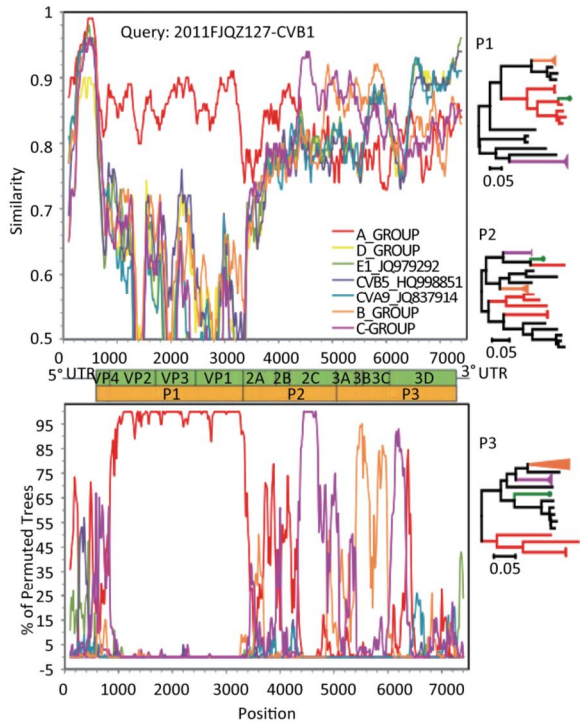 Query: 2011FJQZ127-CVB1
Similarity
1
0.9
0.8
0.7
0.6
0.5
A_GROUP
D_GROUP
E1_JQ979292
CVB5_HQ998851
CVA9_JQ837914
B_GROUP
C-GROUP
0 1000 2000 3000 4000 5000 6000 7000
5' UTR VP4 VP2 VP3 VP1 2A 2B 2C 3A 3B 3C 3D 3' UTR
P1 P2 P3
% of Permuted Trees
95
85
75
65
55
45
35
25
15
5
-5
0 1000 2000 3000 4000 5000 6000 7000
Position
P1
0.05
P2
0.05
P3
0.05